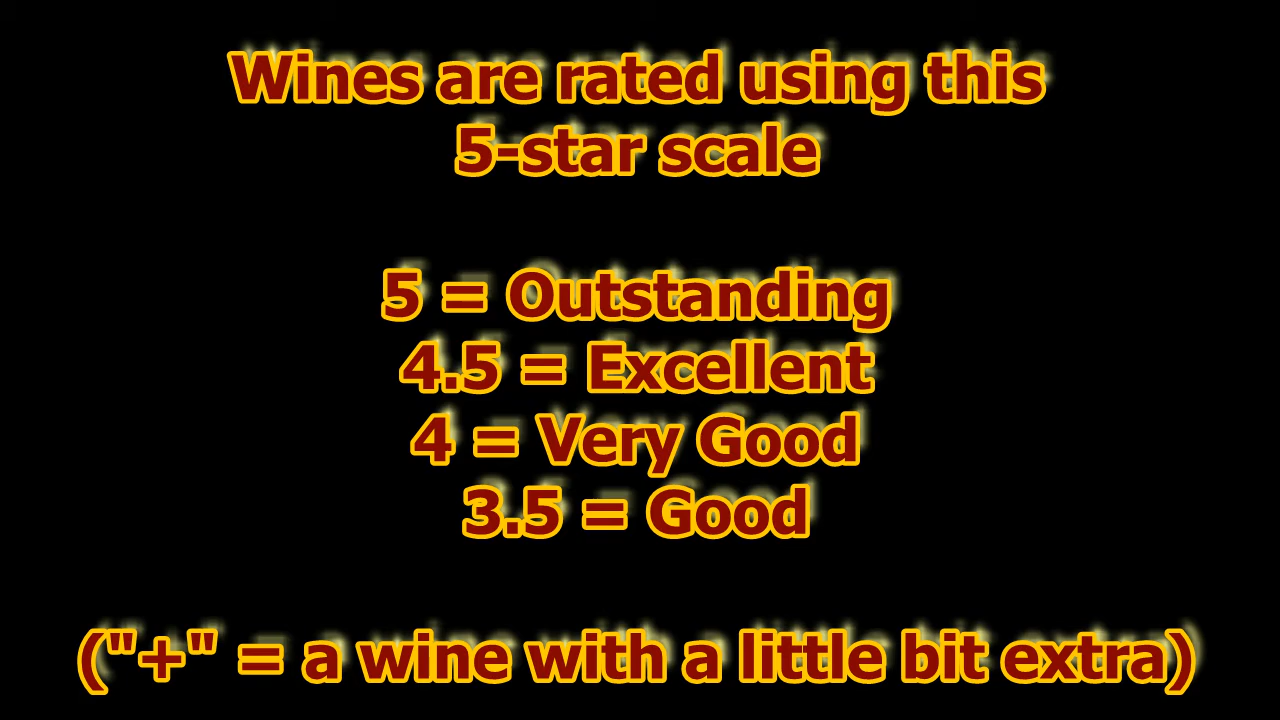 Wines are rated using this
5-star scale
5 = Outstanding
4.5 = Excellent
4 = Very Good
3.5 = Good
("+" = a wine with a little bit extra)